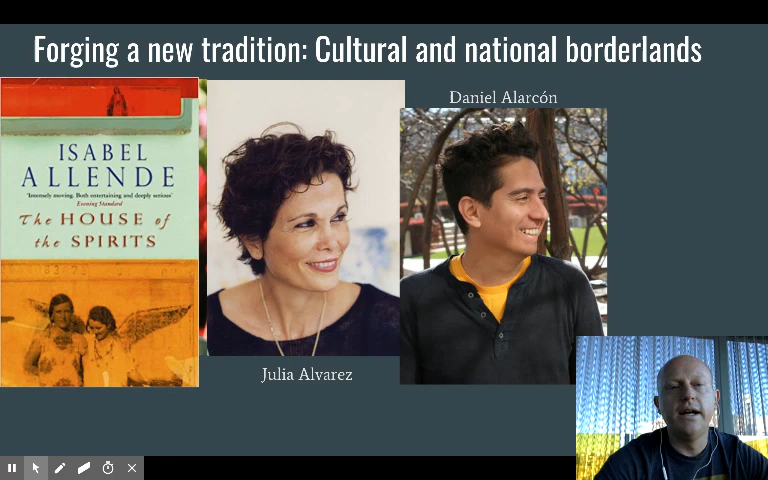 Forging a new tradition: Cultural and national borderlands
ISABEL
ALLENDE
'Intensely moving. Both entertaining and deeply serious'
Evening Standard
The HOUSE of
the SPIRITS
Julia Alvarez
Daniel Alarcón